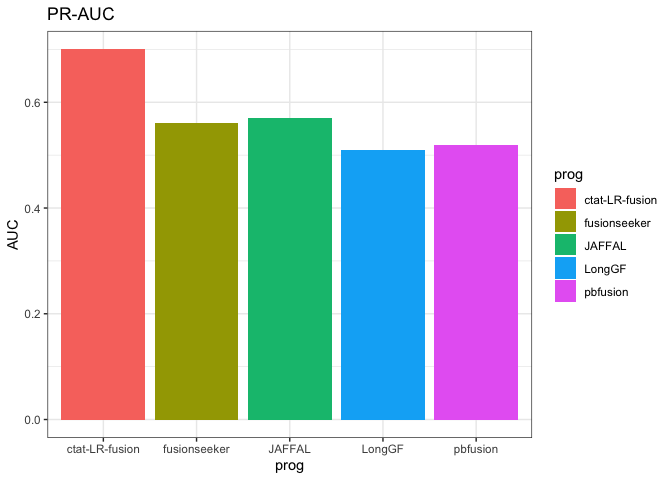 PR-AUC
AUC
0.6
0.4
0.2
0.0
ctat-LR-fusion fusionseeker JAFFAL LongGF pbfusion
prog
prog
ctat-LR-fusion
fusionseeker
JAFFAL
LongGF
pbfusion